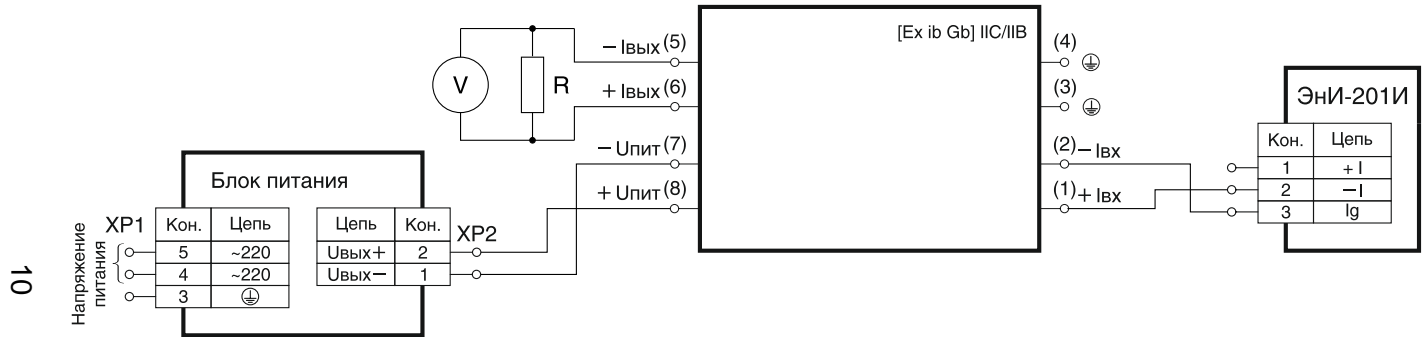 [Ex ib Gb] IIC/IIB
V
R
– Iвых (5)
+ Iвых (6)
– Uпит (7)
+ Uпит (8)
(4)
(3)
(2) – Iвх
(1) + Iвх
ЭнИ-201И
Кон. Цепь
1 + I
2 – I
3 Ig
Блок питания
XP1
Кон. Цепь
5 ~220
4 ~220
3
Цепь Кон.
Uвых+ 2
Uвых– 1
XP2
Напряжение
питания
10